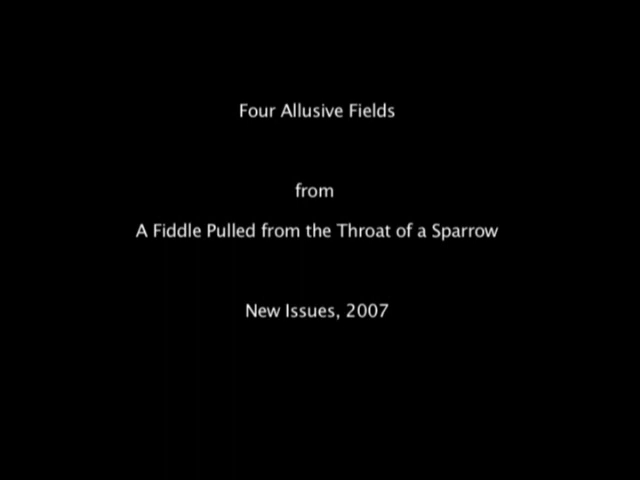 Four Allusive Fields
from
A Fiddle Pulled from the Throat of a Sparrow
New Issues, 2007